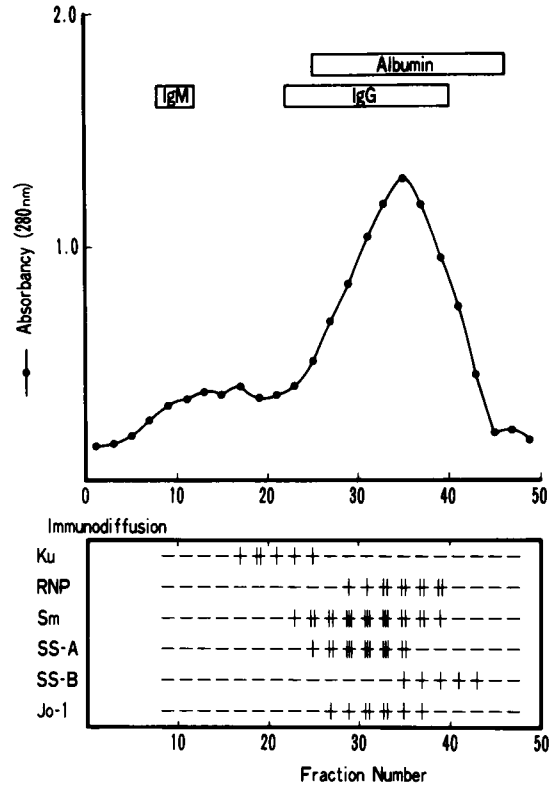 2.0
Albumin
IgM
IgG
1.0
Absorbancy (280nm)
0 10 20 30 40 50
Immunodiffusion
Ku
RNP
Sm
SS-A
SS-B
Jo-1
10 20 30 40 50
Fraction Number